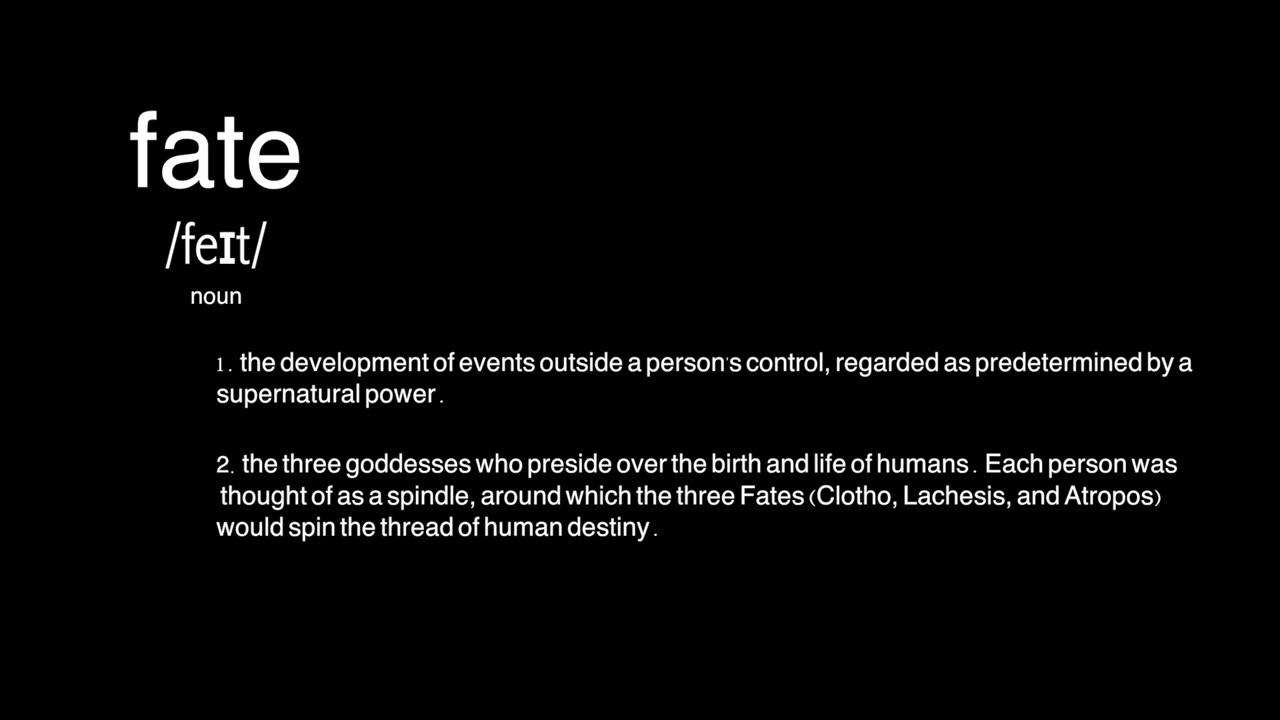 fate
/feɪt/
noun
1. the development of events outside a person's control, regarded as predetermined by a
supernatural power.
2. the three goddesses who preside over the birth and life of humans. Each person was
thought of as a spindle, around which the three Fates (Clotho, Lachesis, and Atropos)
would spin the thread of human destiny.